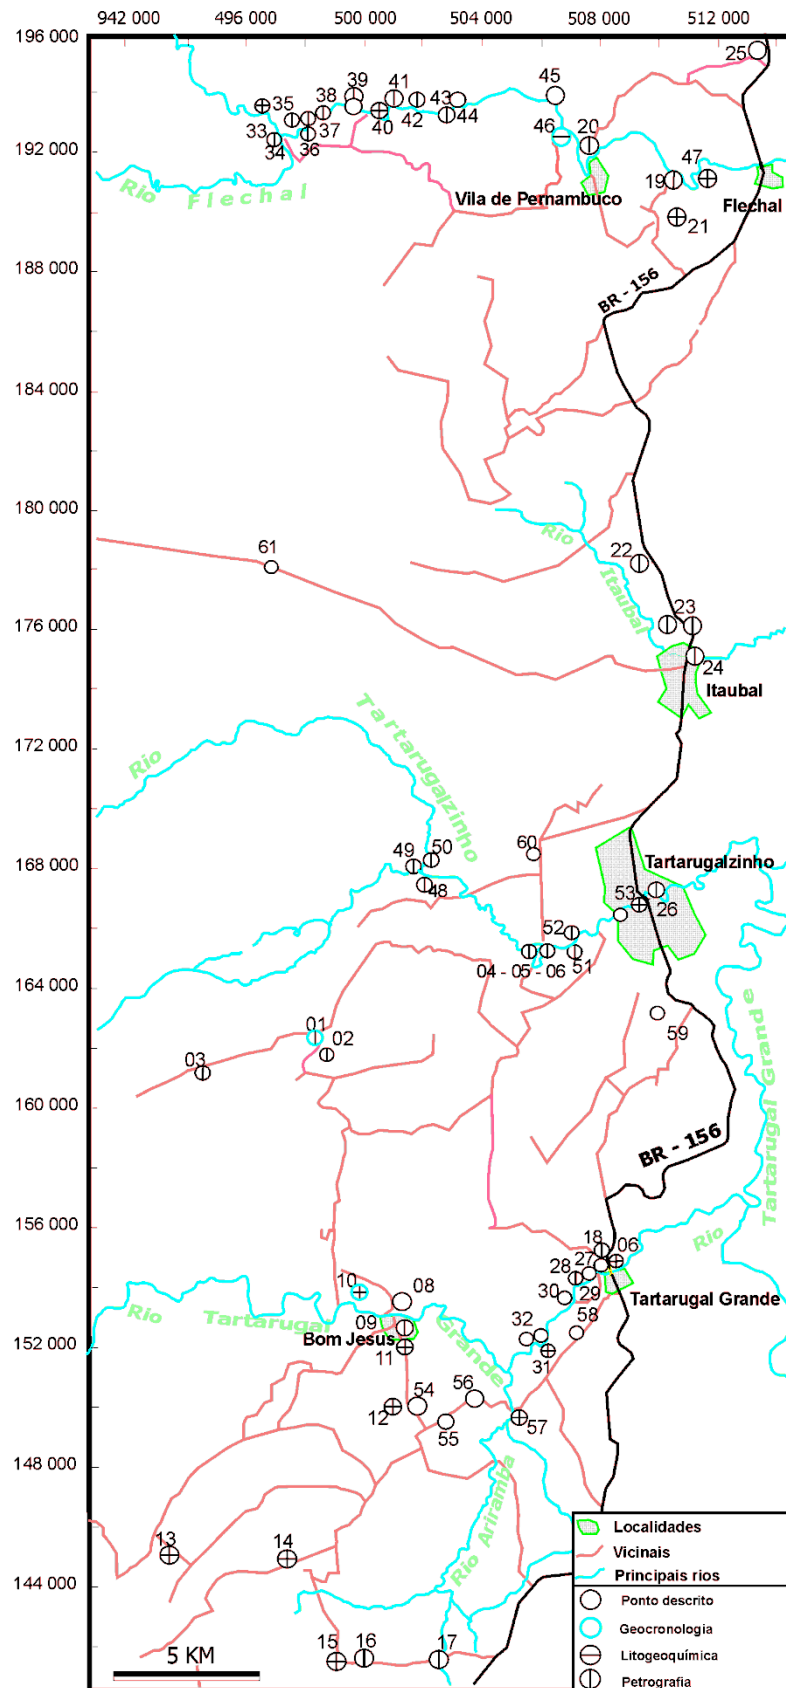 942 000 496 000 500 000 504 000 508 000 512 000
196 000
25
45
39 41
38 43
35
40 42 44
37
33
34 36
46 20
47
19
192 000
Rio Flechal
Vila de Pernambuco
Flechal
21
188 000
BR - 156
184 000
180 000
Rio Itaubal
22
61
23
176 000
24
Itaubal
172 000
Rio Tartarugalzinho
60
50
49
48
168 000
Tartarugalzinho
53
26
52
04 - 05 - 06 51
164 000
Tartarugal Grande
01
02
59
03
160 000
BR - 156
156 000
Rio
18 06
27
28
10
08
30 29
Rio Tartarugal Grande
Tartarugal Grande
09
58
32
Bom Jesus
152 000
11
31
56
54
12
55
57
148 000
Rio Ariramba
13
14
Localidades
Vicinais
Principais rios
144 000
Ponto descrito
Geocronologia
15 16 17
Litogeoquímica
5 KM
Petrografia